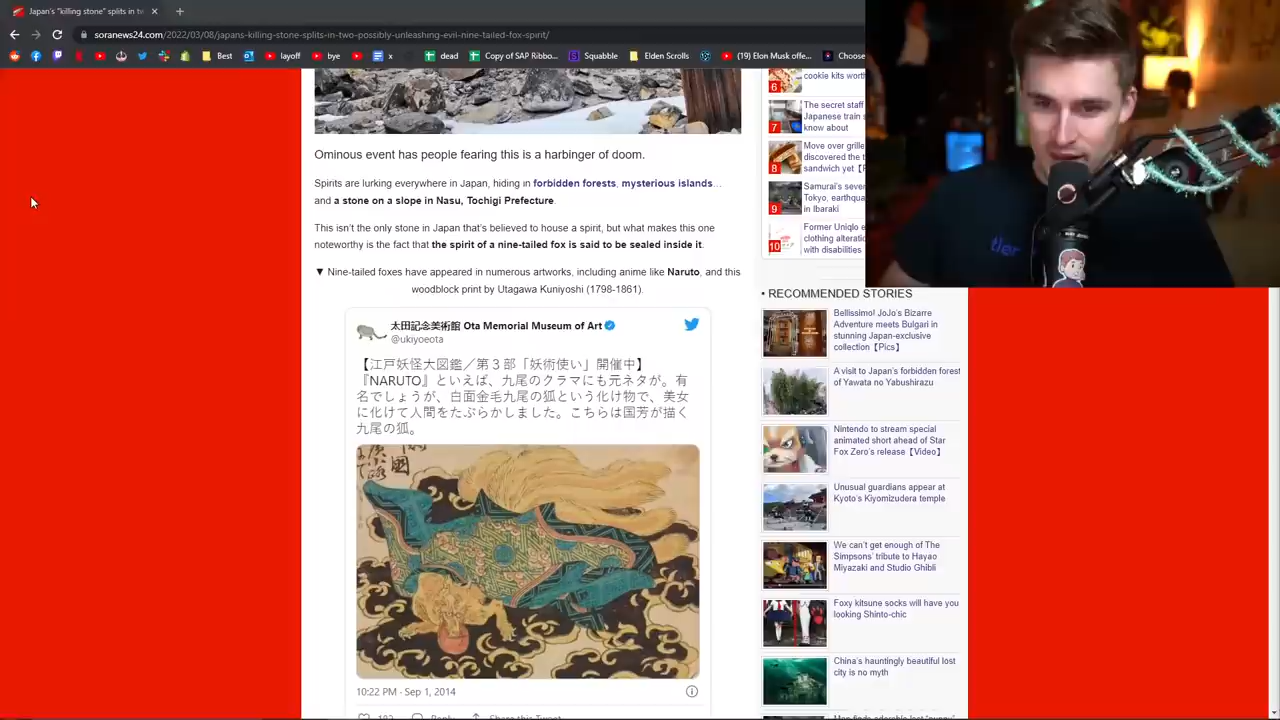 Japan's "killing stone" splits in tw
soranews24.com/2022/03/08/japans-killing-stone-splits-in-two-possibly-unleashing-evil-nine-tailed-fox-spirit/
Best
layoff
bye
x
dead
Copy of SAP Ribbo...
Squabble
Elden Scrolls
(19) Elon Musk offe...
Choose
Ominous event has people fearing this is a harbinger of doom.
Spirits are lurking everywhere in Japan, hiding in forbidden forests, mysterious islands…
and a stone on a slope in Nasu, Tochigi Prefecture.
This isn't the only stone in Japan that's believed to house a spirit, but what makes this one
noteworthy is the fact that the spirit of a nine-tailed fox is said to be sealed inside it.
▼ Nine-tailed foxes have appeared in numerous artworks, including anime like Naruto, and this
woodblock print by Utagawa Kuniyoshi (1798-1861).
太田記念美術館 Ota Memorial Museum of Art
@ukiyoeota
【江戸妖怪大図鑑／第３部「妖術使い」開催中】
『NARUTO』といえば、九尾のクラマにも元ネタが。有
名でしょうが、白面金毛九尾の狐という化け物で、美女
に化けて人間をたぶらかしました。こちらは国芳が描く
九尾の狐。
10:22 PM · Sep 1, 2014
182 Reply Share this Tweet
6
cookie kits worth
7
The secret staff
Japanese train s
know about
8
Move over grille
discovered the t
sandwich yet【P
9
Samurai's seve
Tokyo, earthqua
in Ibaraki
10
Former Uniqlo e
clothing alteratio
with disabilities
• RECOMMENDED STORIES
Bellissimo! JoJo's Bizarre
Adventure meets Bulgari in
stunning Japan-exclusive
collection【Pics】
A visit to Japan's forbidden forest
of Yawata no Yabushirazu
Nintendo to stream special
animated short ahead of Star
Fox Zero's release【Video】
Unusual guardians appear at
Kyoto's Kiyomizudera temple
We can't get enough of The
Simpsons' tribute to Hayao
Miyazaki and Studio Ghibli
Foxy kitsune socks will have you
looking Shinto-chic
China's hauntingly beautiful lost
city is no myth
tier